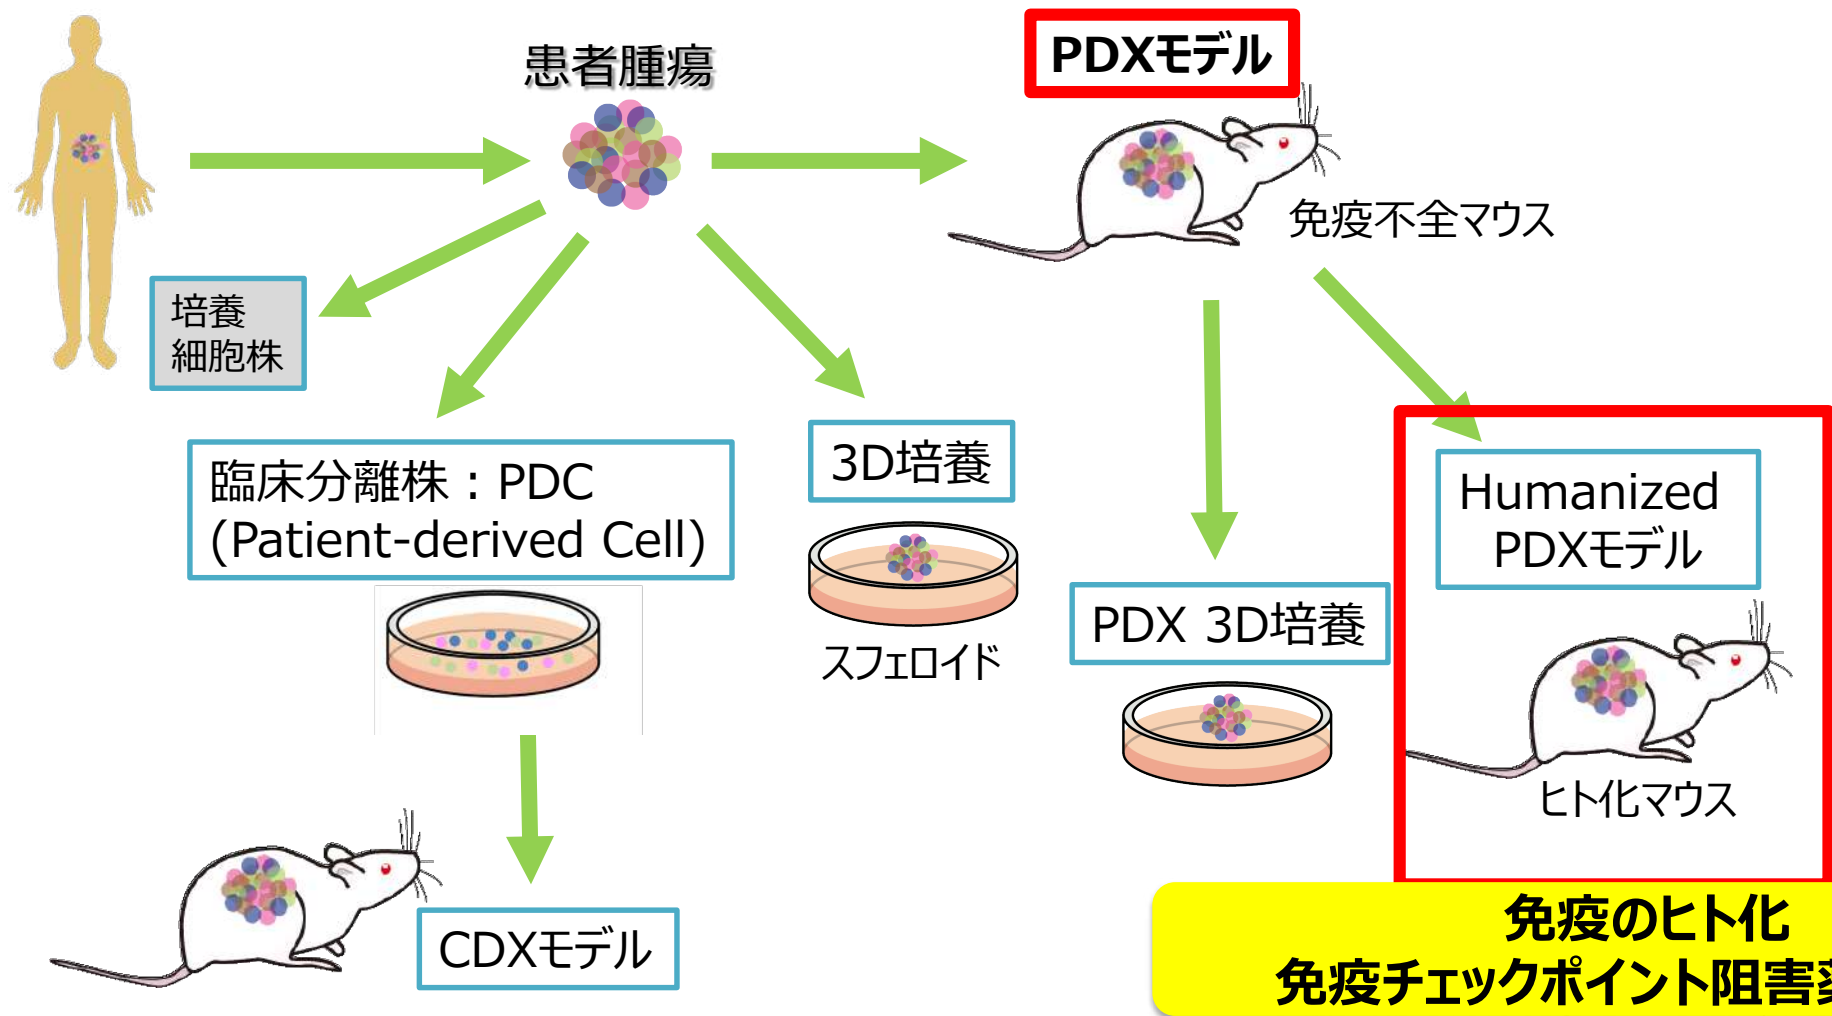 患者腫瘍
PDXモデル
免疫不全マウス
培養
細胞株
臨床分離株：PDC
(Patient-derived Cell)
3D培養
スフェロイド
PDX 3D培養
Humanized
PDXモデル
ヒト化マウス
CDXモデル
免疫のヒト化
免疫チェックポイント阻害薬